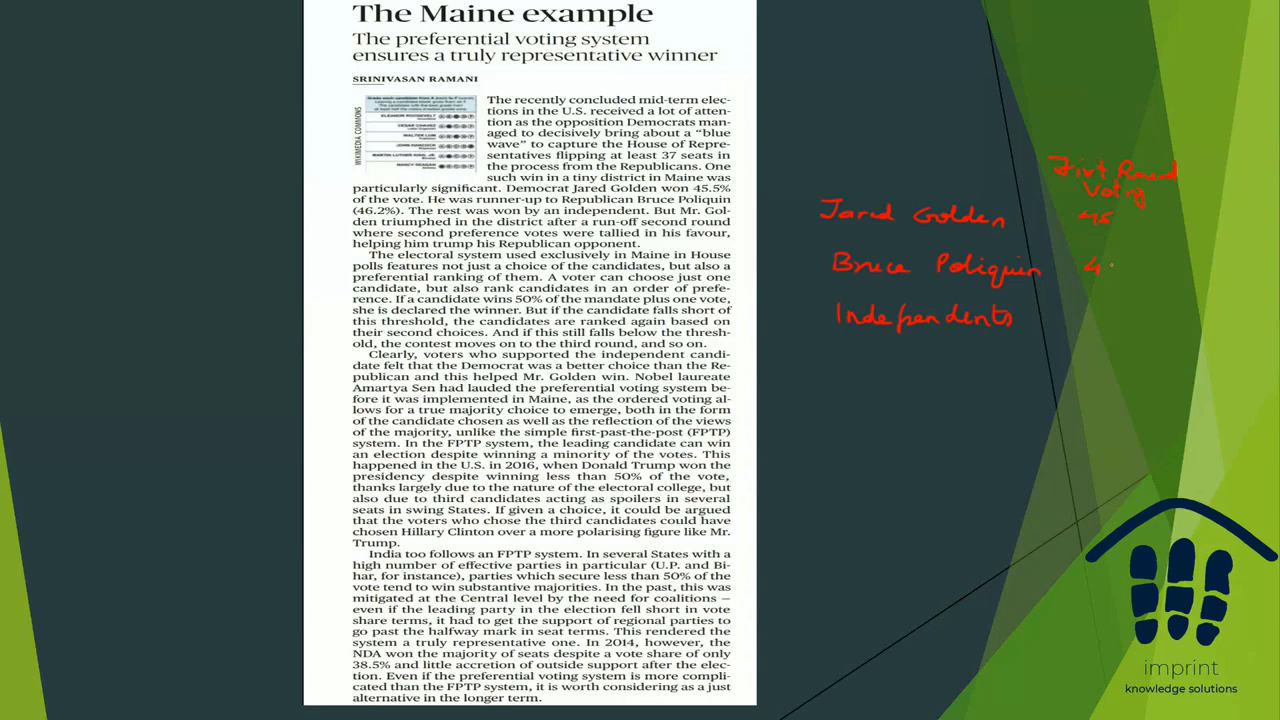 The Maine example
The preferential voting system
ensures a truly representative winner
SRINIVASAN RAMANI
WIKIMEDIA COMMONS
ELEANOR ROOSEVELT
CESAR CHAVEZ
WALTER LUM
JOHN HANCOCK
MARTIN LUTHER KING, JR.
NANCY REAGAN
The recently concluded mid-term elec-
tions in the U.S. received a lot of atten-
tion as the opposition Democrats man-
aged to decisively bring about a “blue
wave” to capture the House of Repre-
sentatives flipping at least 37 seats in
the process from the Republicans. One
such win in a tiny district in Maine was
particularly significant. Democrat Jared Golden won 45.5%
of the vote. He was runner-up to Republican Bruce Poliquin
(46.2%). The rest was won by an independent. But Mr. Gol-
den triumphed in the district after a run-off second round
where second preference votes were tallied in his favour,
helping him trump his Republican opponent.
The electoral system used exclusively in Maine in House
polls features not just a choice of the candidates, but also a
preferential ranking of them. A voter can choose just one
candidate, but also rank candidates in an order of prefe-
rence. If a candidate wins 50% of the mandate plus one vote,
she is declared the winner. But if the candidate falls short of
this threshold, the candidates are ranked again based on
their second choices. And if this still falls below the thresh-
old, the contest moves on to the third round, and so on.
Clearly, voters who supported the independent candi-
date felt that the Democrat was a better choice than the Re-
publican and this helped Mr. Golden win. Nobel laureate
Amartya Sen had lauded the preferential voting system be-
fore it was implemented in Maine, as the ordered voting al-
lows for a true majority choice to emerge, both in the form
of the candidate chosen as well as the reflection of the views
of the majority, unlike the simple first-past-the-post (FPTP)
system. In the FPTP system, the leading candidate can win
an election despite winning a minority of the votes. This
happened in the U.S. in 2016, when Donald Trump won the
presidency despite winning less than 50% of the vote,
thanks largely due to the nature of the electoral college, but
also due to third candidates acting as spoilers in several
seats in swing States. If given a choice, it could be argued
that the voters who chose the third candidates could have
chosen Hillary Clinton over a more polarising figure like Mr.
Trump.
India too follows an FPTP system. In several States with a
high number of effective parties in particular (U.P. and Bi-
har, for instance), parties which secure less than 50% of the
vote tend to win substantive majorities. In the past, this was
mitigated at the Central level by the need for coalitions —
even if the leading party in the election fell short in vote
share terms, it had to get the support of regional parties to
go past the halfway mark in seat terms. This rendered the
system a truly representative one. In 2014, however, the
NDA won the majority of seats despite a vote share of only
38.5% and little accretion of outside support after the elec-
tion. Even if the preferential voting system is more compli-
cated than the FPTP system, it is worth considering as a just
alternative in the longer term.
First Round
Voting
Jared Golden 45
Bruce Poliquin 4
Independents
imprint
knowledge solutions